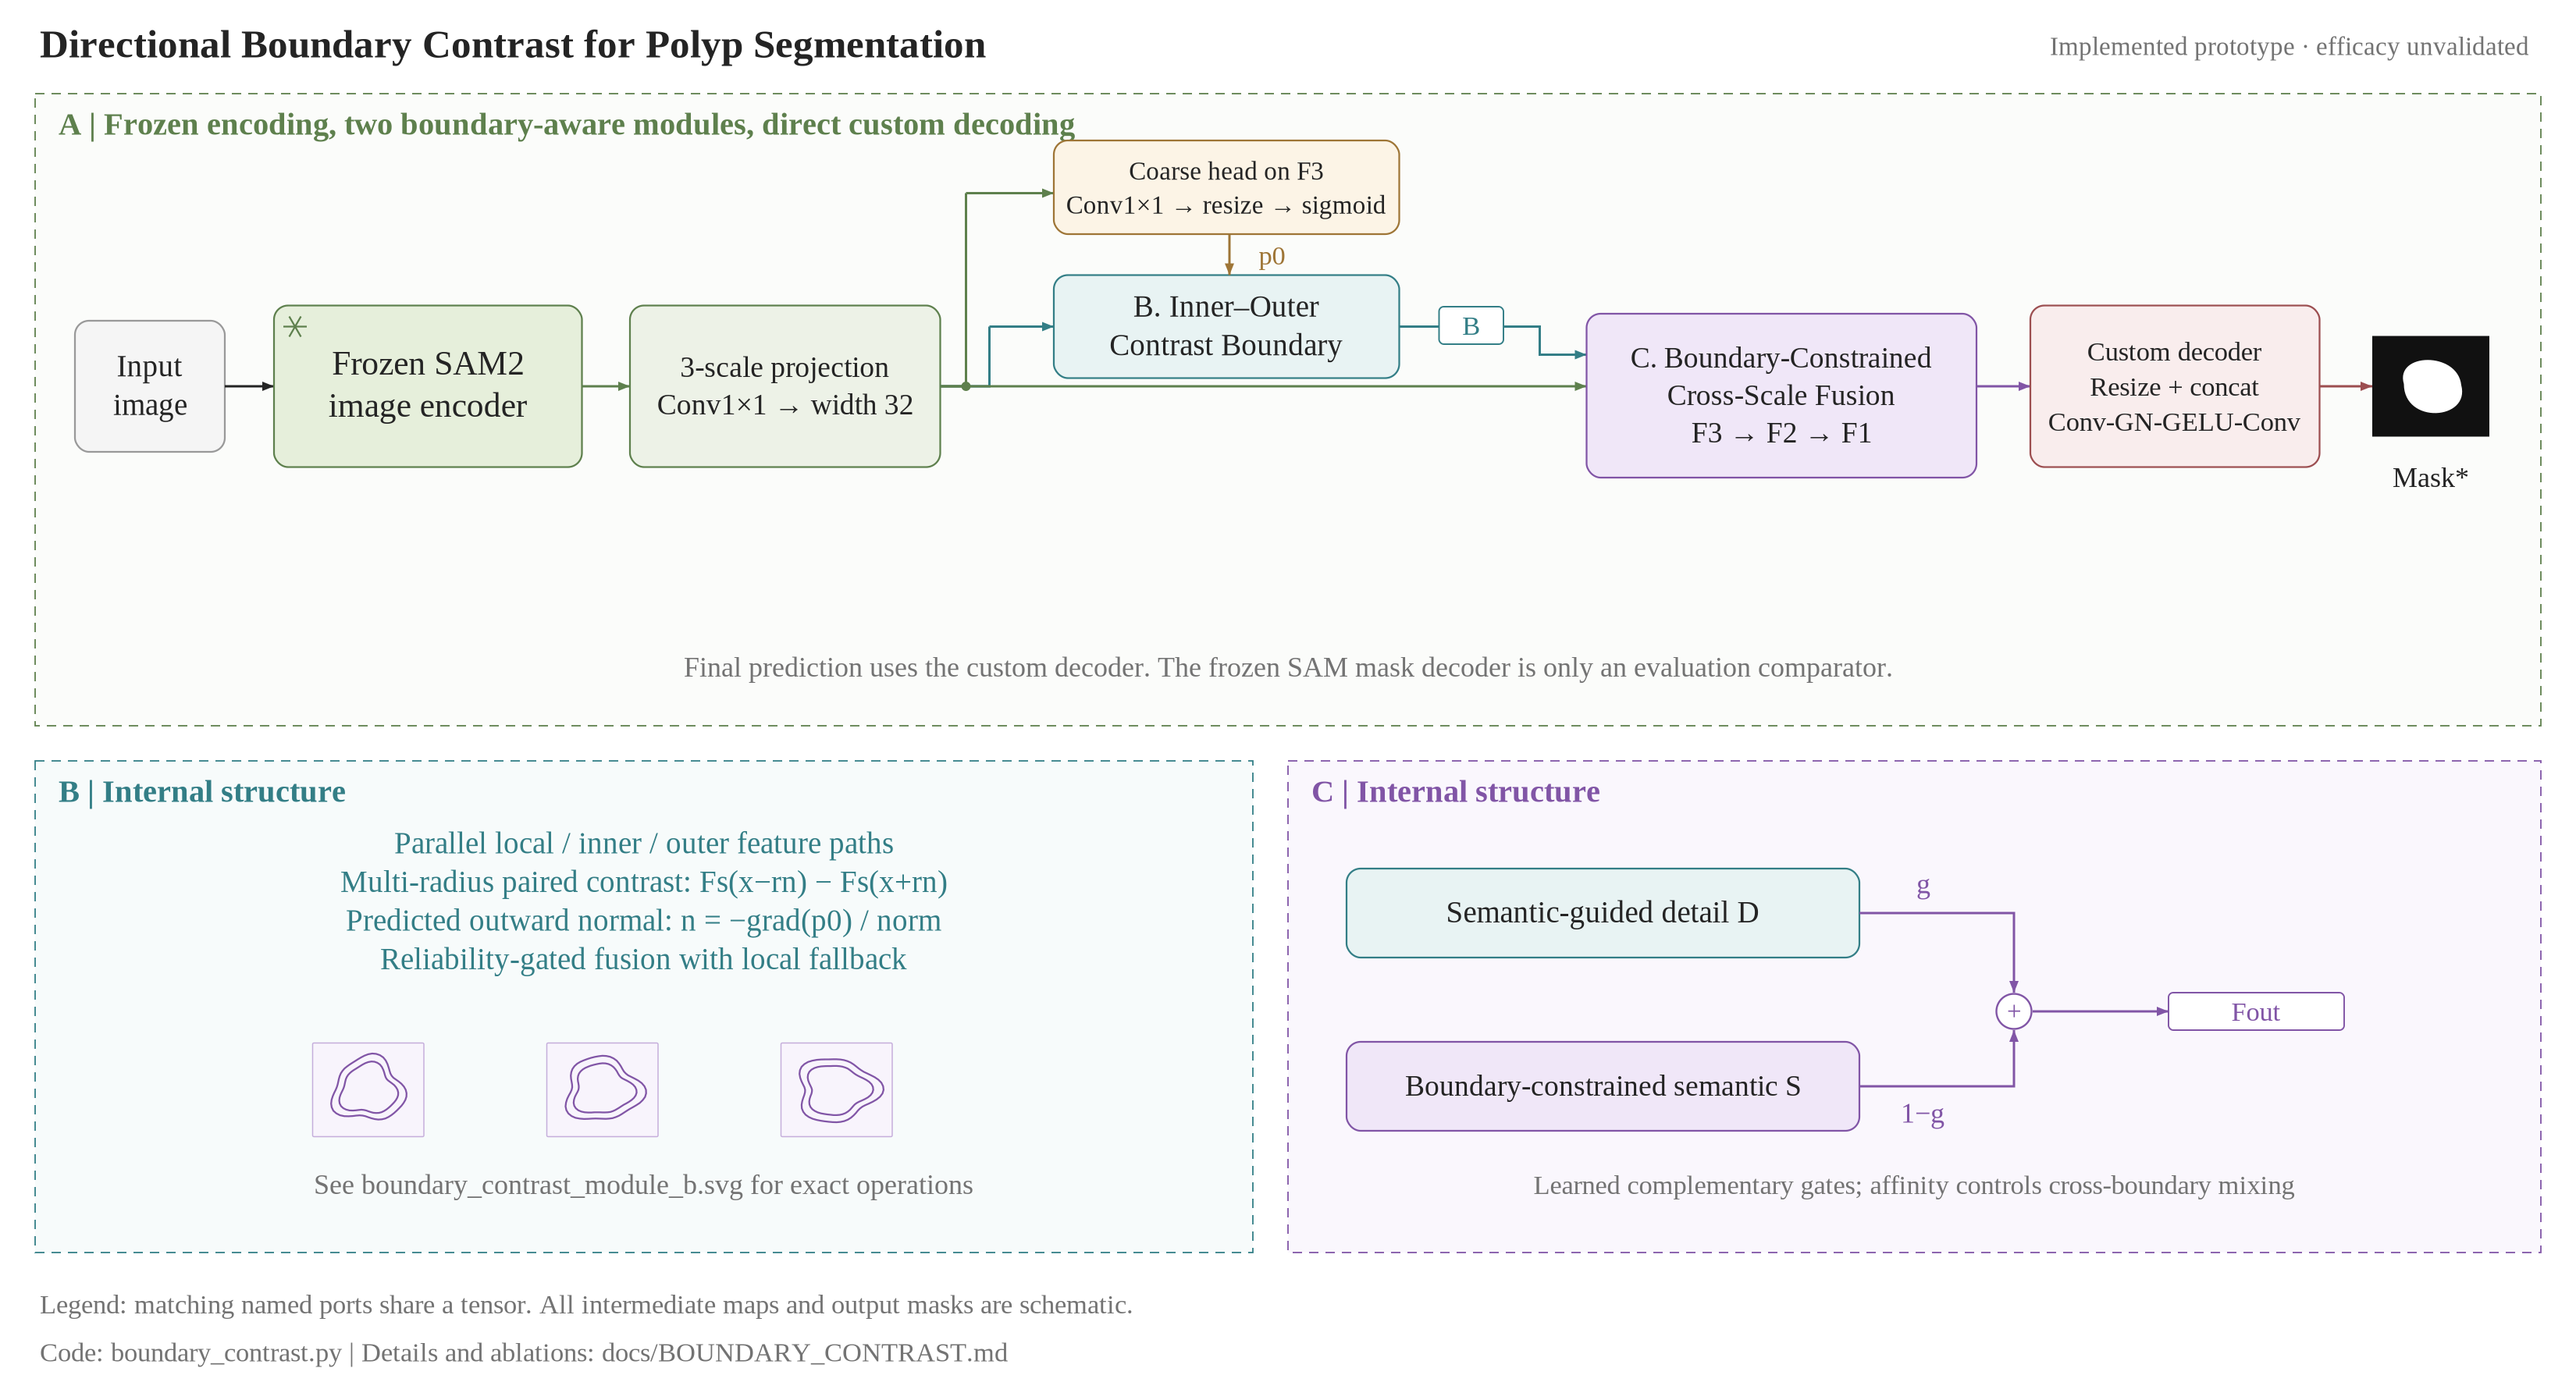 Directional Boundary Contrast for Polyp Segmentation
Implemented prototype · efficacy unvalidated
A | Frozen encoding, two boundary-aware modules, direct custom decoding
Coarse head on F3
Conv1×1 → resize → sigmoid
p0
B. Inner–Outer
Contrast Boundary
B
Input
image
Frozen SAM2
image encoder
3-scale projection
Conv1×1 → width 32
C. Boundary-Constrained
Cross-Scale Fusion
F3 → F2 → F1
Custom decoder
Resize + concat
Conv-GN-GELU-Conv
Mask*
Final prediction uses the custom decoder. The frozen SAM mask decoder is only an evaluation comparator.
B | Internal structure
Parallel local / inner / outer feature paths
Multi-radius paired contrast: Fs(x−rn) − Fs(x+rn)
Predicted outward normal: n = −grad(p0) / norm
Reliability-gated fusion with local fallback
See boundary_contrast_module_b.svg for exact operations
C | Internal structure
Semantic-guided detail D
g
+
Fout
Boundary-constrained semantic S
1−g
Learned complementary gates; affinity controls cross-boundary mixing
Legend: matching named ports share a tensor. All intermediate maps and output masks are schematic.
Code: boundary_contrast.py | Details and ablations: docs/BOUNDARY_CONTRAST.md